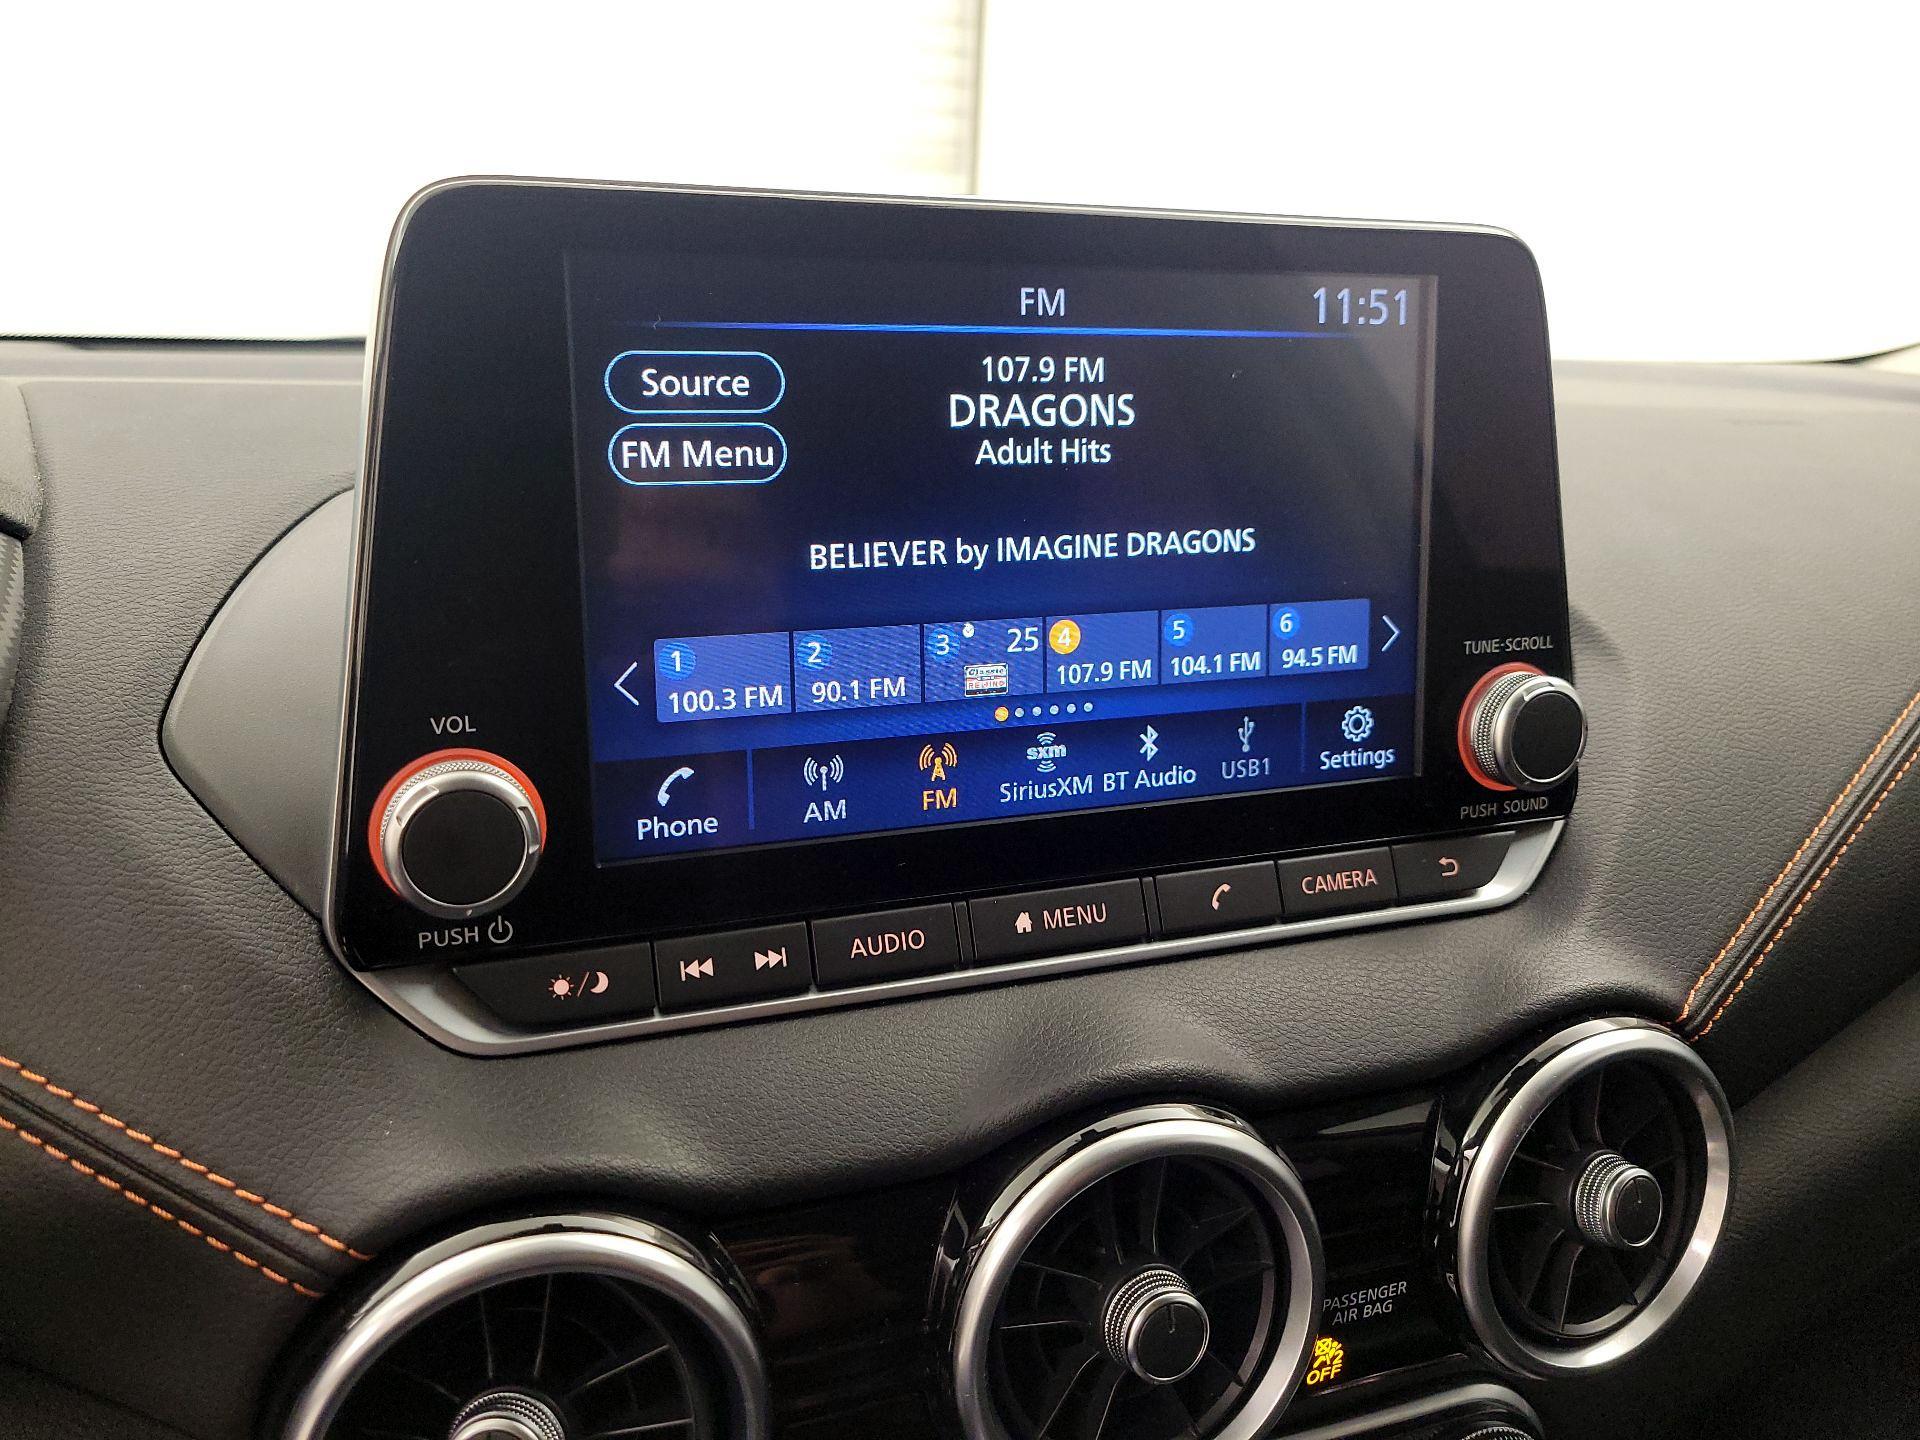 FM
11:51
Source
107.9 FM
DRAGONS
FM Menu
Adult Hits
BELIEVER by IMAGINE DRAGONS
1
100.3 FM
2
90.1 FM
3
25
Classic
REWIND
4
107.9 FM
5
104.1 FM
6
94.5 FM
Phone
AM
FM
sxm
SiriusXM
BT Audio
USB1
Settings
VOL
PUSH
TUNE·SCROLL
PUSH SOUND
AUDIO
MENU
CAMERA
PASSENGER
AIR BAG
2
OFF